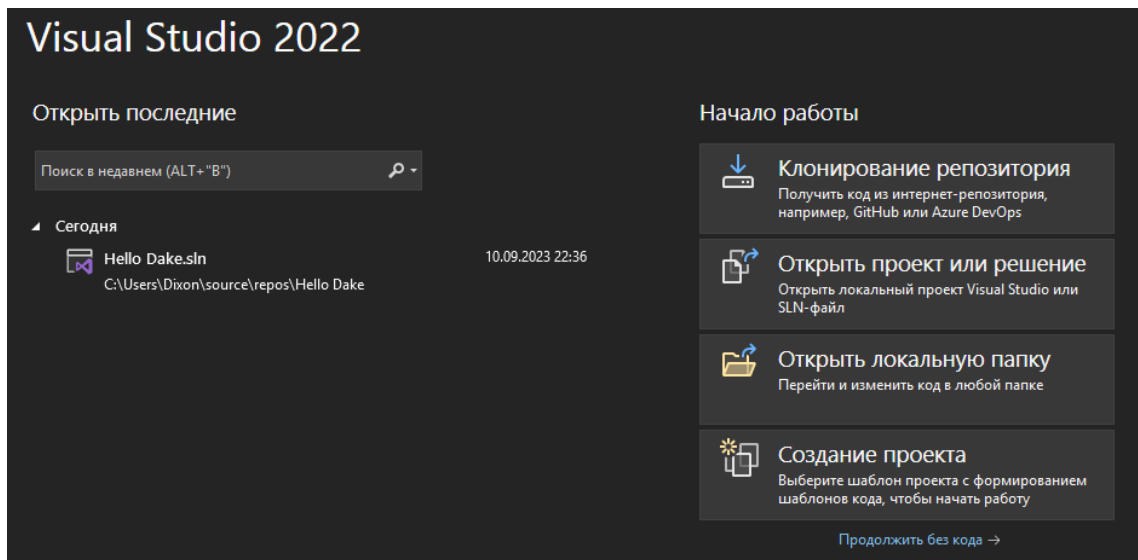 Visual Studio 2022
Открыть последние
Поиск в недавнем (ALT+"В")
Сегодня
Hello Dake.sln
10.09.2023 22:36
C:\Users\Dixon\source\repos\Hello Dake
Начало работы
Клонирование репозитория
Получить код из интернет-репозитория,
например, GitHub или Azure DevOps
Открыть проект или решение
Открыть локальный проект Visual Studio или
SLN-файл
Открыть локальную папку
Перейти и изменить код в любой папке
Создание проекта
Выберите шаблон проекта с формированием
шаблонов кода, чтобы начать работу
Продолжить без кода →